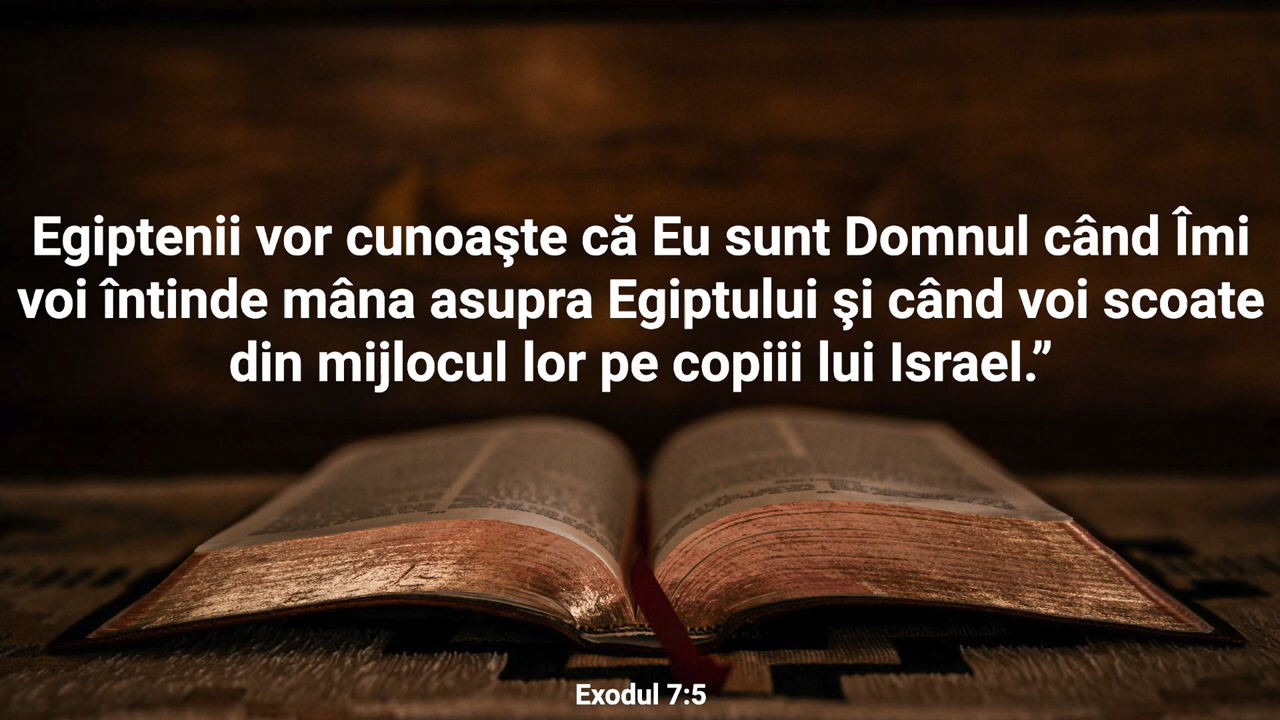 Egiptenii vor cunoaşte că Eu sunt Domnul când Îmi
voi întinde mâna asupra Egiptului şi când voi scoate
din mijlocul lor pe copiii lui Israel.”
Exodul 7:5